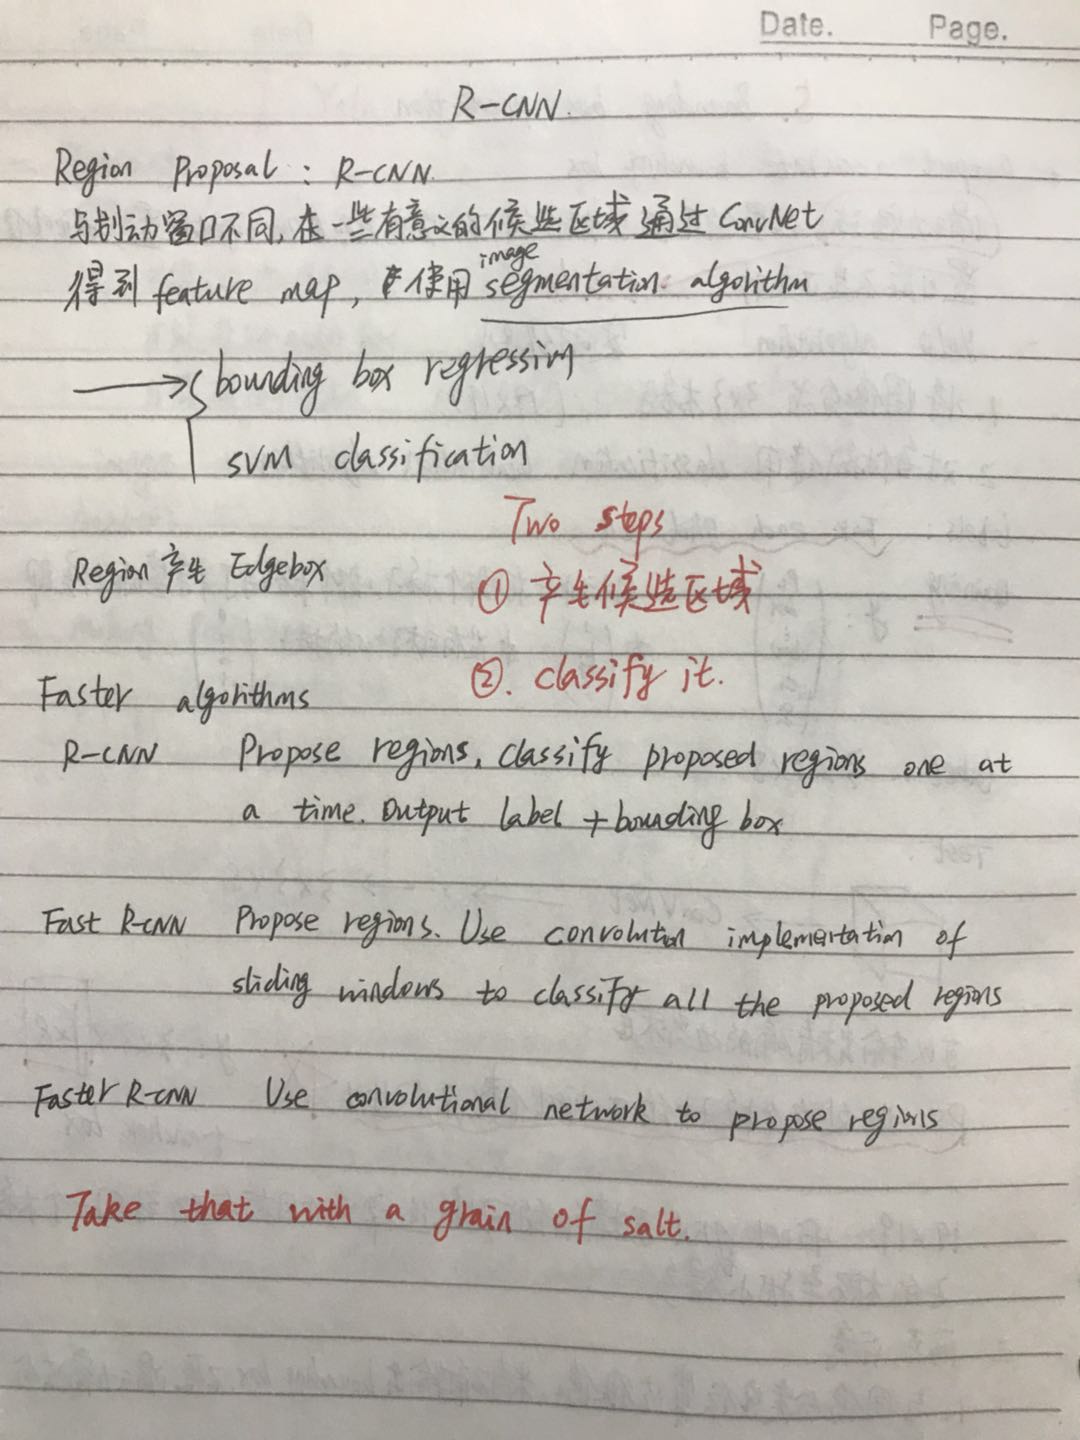 Date. Page.
R-CNN.
Region Proposal : R-CNN.
与划动窗口不同, 在一些有意义的候选区域通过 ConvNet
得到 feature map, 使用 image segmentation algorithm
bounding box regression
SVM classification
Two steps
Region 产生 Edgebox
① 产生候选区域
②. classify it.
Faster algorithms
R-CNN Propose regions. Classify proposed regions one at
a time. Output label + bounding box
Fast R-CNN Propose regions. Use convolution implementation of
sliding windows to classify all the proposed regions
Faster R-CNN Use convolutional network to propose regions
Take that with a grain of salt.